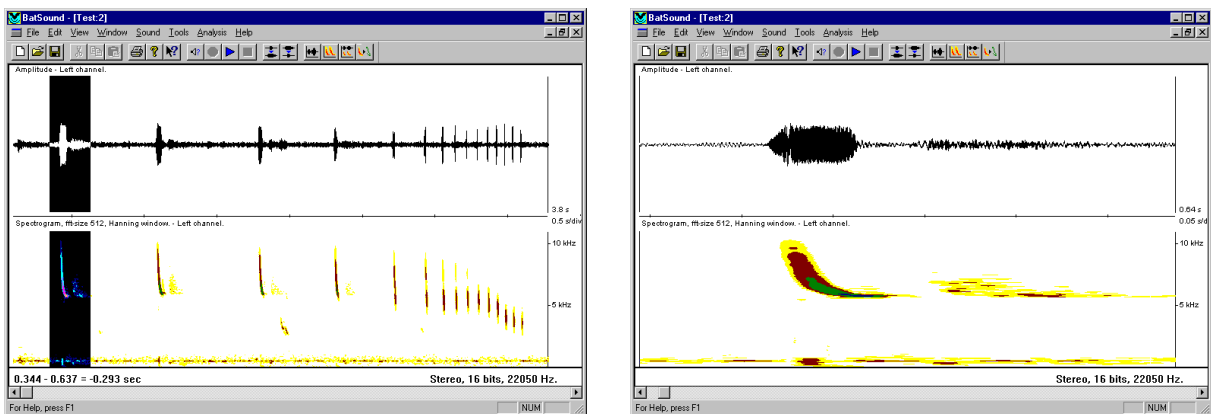 BatSound - [Test:2]
File Edit View Window Sound Tools Analysis Help
Amplitude - Left channel.
3.8 s
0.5 s/div
Spectrogram, fft-size 512, Hanning window. - Left channel.
10 kHz
5 kHz
0.344 - 0.637 = -0.293 sec
Stereo, 16 bits, 22050 Hz.
For Help, press F1
NUM
BatSound - [Test:2]
File Edit View Window Sound Tools Analysis Help
Amplitude - Left channel.
0.64 s
Spectrogram, fft-size 512, Hanning window. - Left channel.
0.05 s/d
10 kHz
5 kHz
Stereo, 16 bits, 22050 Hz.
For Help, press F1
NUM